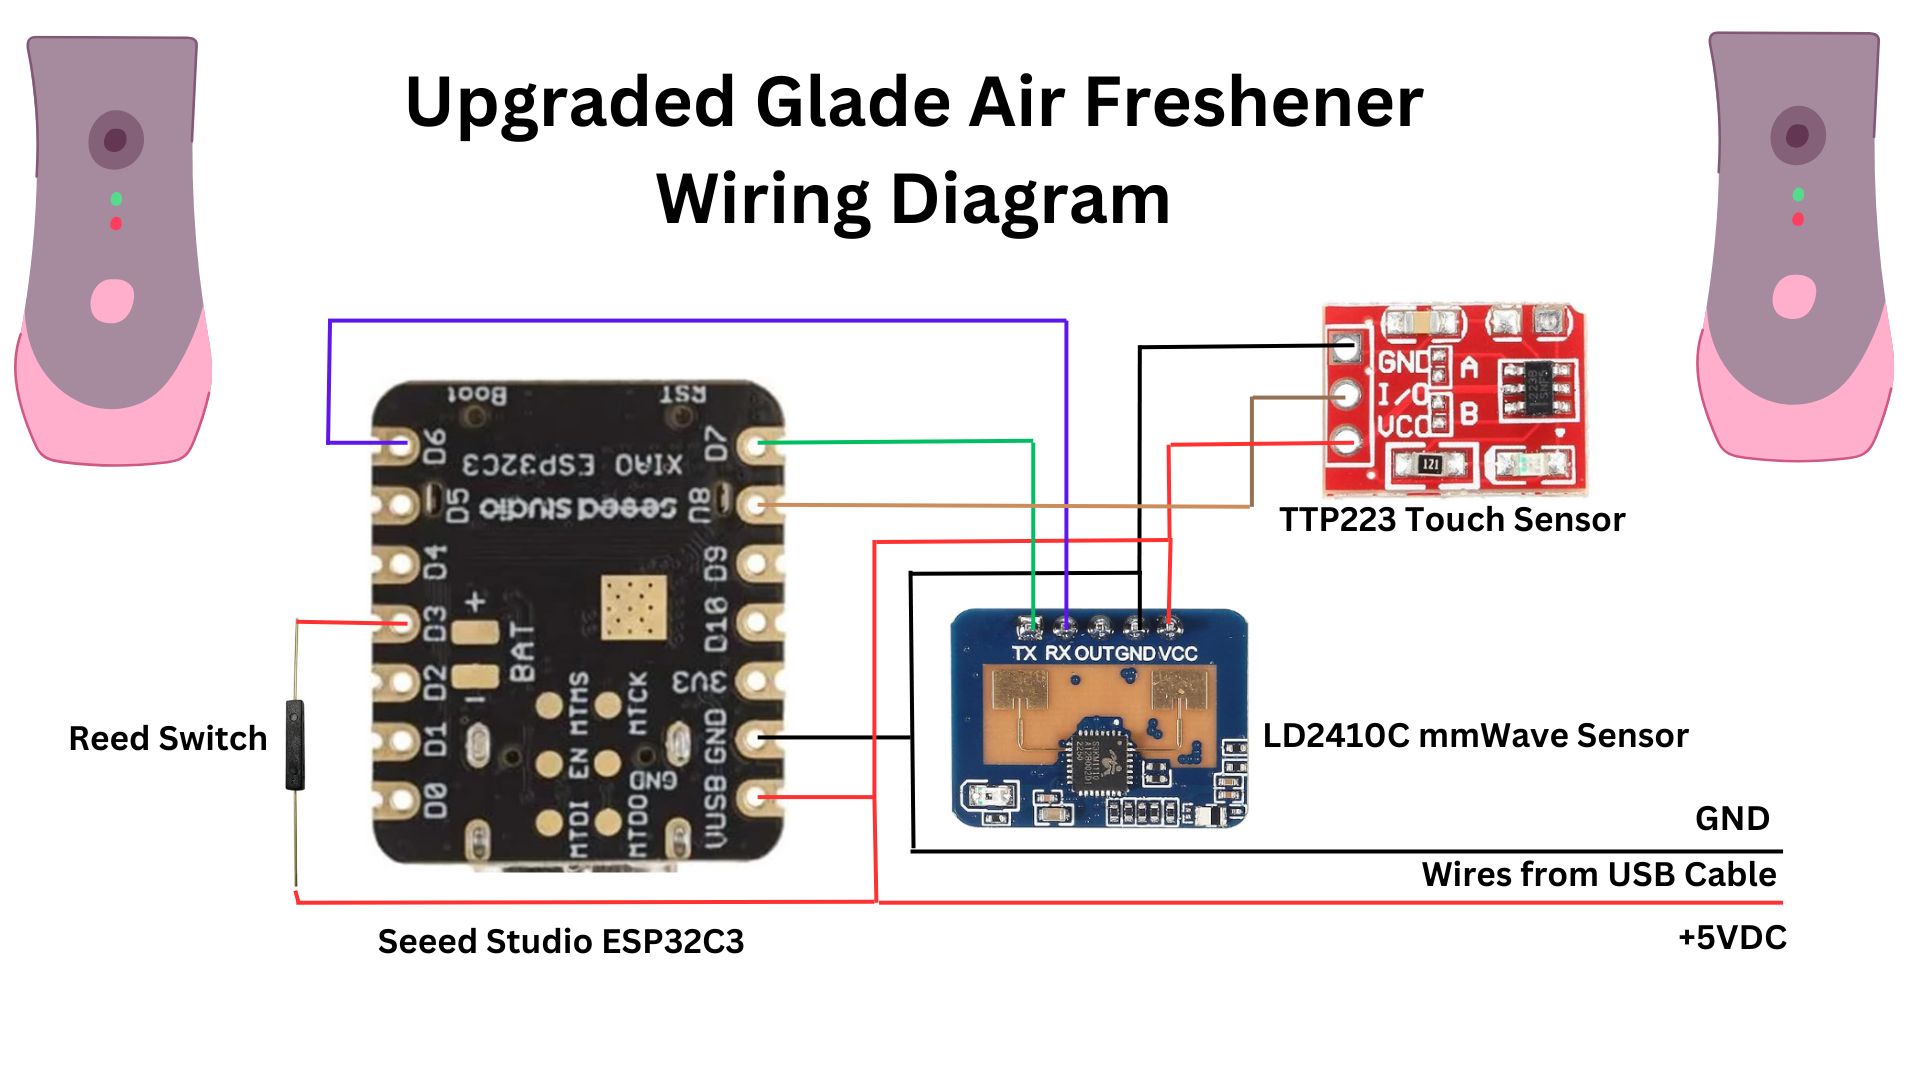 Upgraded Glade Air Freshener
Wiring Diagram
Boot
RST
D6
D7
XIAO ESP32C3
seeed studio
D5
D8
D4
D9
D3
D10
D2
3V3
D1
GND
D0
VUSB
+
BAT
-
MTMS
MTCK
EN
GND
MTDI
MTDO
GND
I/O
VCC
A
B
121
TTP223 Touch Sensor
TX RX OUT GND VCC
Reed Switch
LD2410C mmWave Sensor
GND
Wires from USB Cable
+5VDC
Seeed Studio ESP32C3